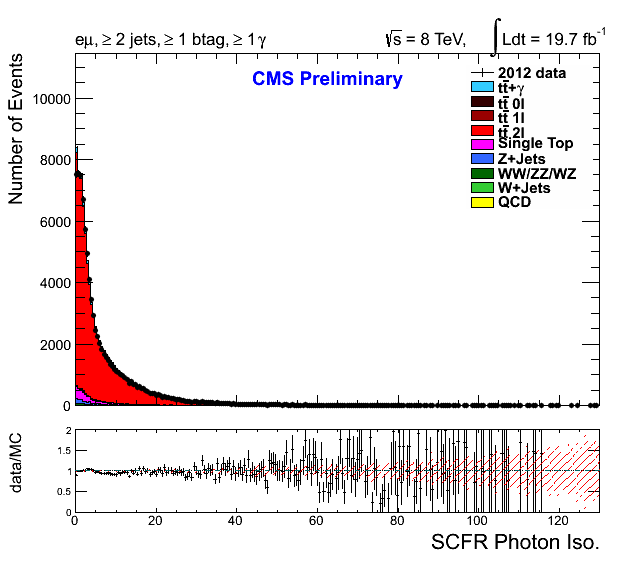 eμ, ≥ 2 jets, ≥ 1 btag, ≥ 1 γ
√s = 8 TeV, ∫Ldt = 19.7 fb⁻¹
CMS Preliminary
2012 data
tt̄+γ
tt̄ 0l
tt̄ 1l
tt̄ 2l
Single Top
Z+Jets
WW/ZZ/WZ
W+Jets
QCD
Number of Events
10000
8000
6000
4000
2000
0
data/MC
2
1.5
1
0.5
0
0 20 40 60 80 100 120
SCFR Photon Iso.